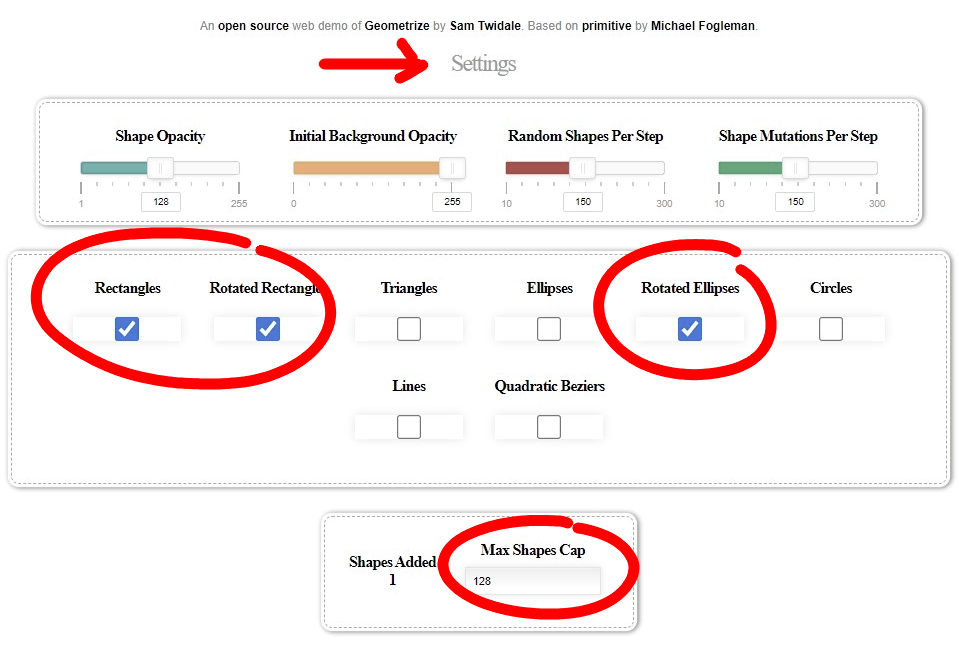 An open source web demo of Geometrize by Sam Twidale. Based on primitive by Michael Fogleman.
Settings
Shape Opacity Initial Background Opacity Random Shapes Per Step Shape Mutations Per Step
1 128 255 0 255 10 150 300 10 150 300
Rectangles Rotated Rectangles Triangles Ellipses Rotated Ellipses Circles
Lines Quadratic Beziers
Shapes Added
1
Max Shapes Cap
128